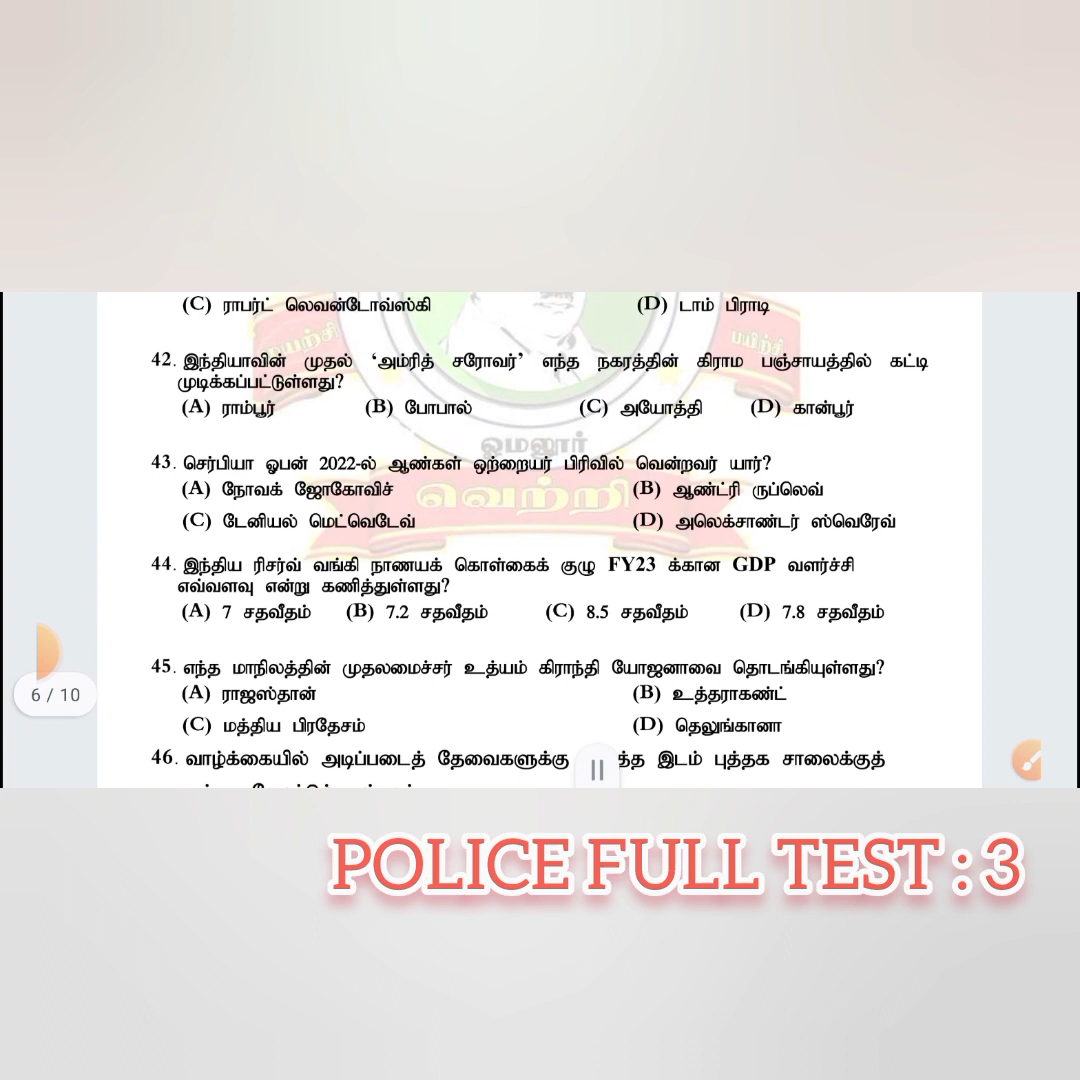 (C) ராபர்ட் லெவன்டோவ்ஸ்கி (D) டாம் பிராடி
42. இந்தியாவின் முதல் ‘அம்ரித் சரோவர்’ எந்த நகரத்தின் கிராம பஞ்சாயத்தில் கட்டி
முடிக்கப்பட்டுள்ளது?
(A) ராம்பூர் (B) போபால் (C) அயோத்தி (D) கான்பூர்
ஓமலூர்
43. செர்பியா ஓபன் 2022-ல் ஆண்கள் ஒற்றையர் பிரிவில் வென்றவர் யார்?
(A) நோவக் ஜோகோவிச் (B) ஆண்ட்ரி ருப்லெவ்
வெற்றி
(C) டேனியல் மெட்வெடேவ் (D) அலெக்சாண்டர் ஸ்வெரேவ்
44. இந்திய ரிசர்வ் வங்கி நாணயக் கொள்கைக் குழு FY23 க்கான GDP வளர்ச்சி
எவ்வளவு என்று கணித்துள்ளது?
(A) 7 சதவீதம் (B) 7.2 சதவீதம் (C) 8.5 சதவீதம் (D) 7.8 சதவீதம்
45. எந்த மாநிலத்தின் முதலமைச்சர் உத்யம் கிராந்தி யோஜனாவை தொடங்கியுள்ளது?
(A) ராஜஸ்தான் (B) உத்தராகண்ட்
6 / 10
(C) மத்திய பிரதேசம் (D) தெலுங்கானா
46. வாழ்க்கையில் அடிப்படைத் தேவைகளுக்கு இடம் புத்தக சாலைக்குத்
POLICE FULL TEST : 3